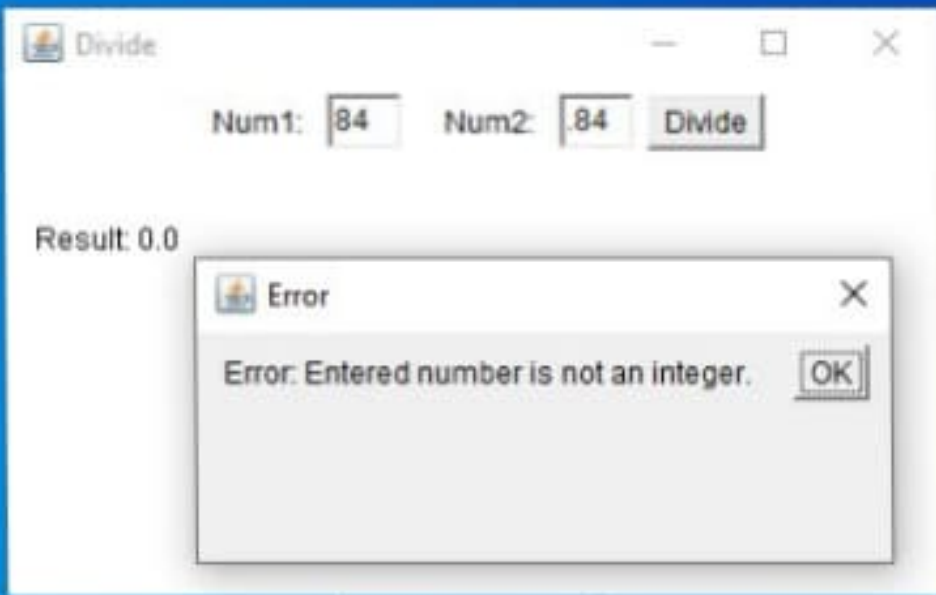 Divide
Num1: 84 Num2: .84 Divide
Result: 0.0
Error
Error: Entered number is not an integer. OK